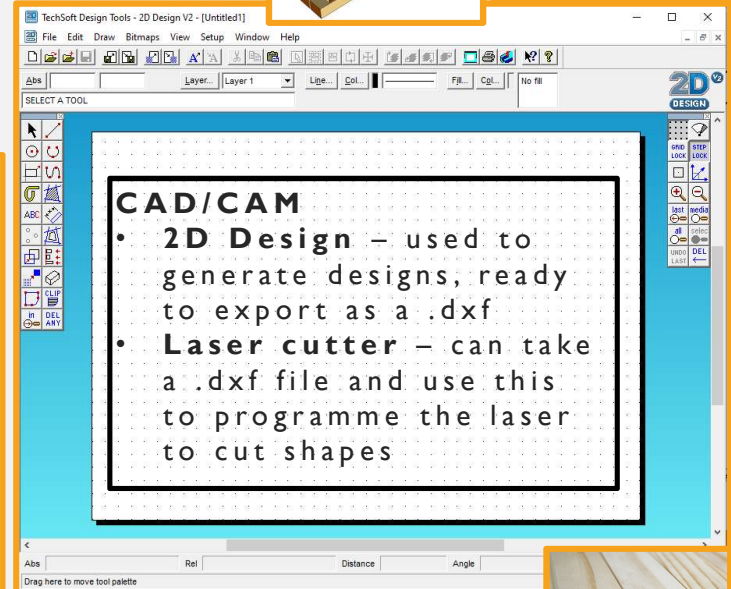 TechSoft Design Tools - 2D Design V2 - [Untitled1]
File Edit Draw Bitmaps View Setup Window Help
Abs Layer... Layer 1 Line... Col... Fill... Col... No fill
SELECT A TOOL
2D V2
DESIGN
GRID LOCK STEP LOCK
ABC
last media
all selec
UNDO LAST DEL
CLIP
in DEL ANY
CAD/CAM
• 2D Design – used to
generate designs, ready
to export as a .dxf
• Laser cutter – can take
a .dxf file and use this
to programme the laser
to cut shapes
Abs Rel Distance Angle
Drag here to move tool palette